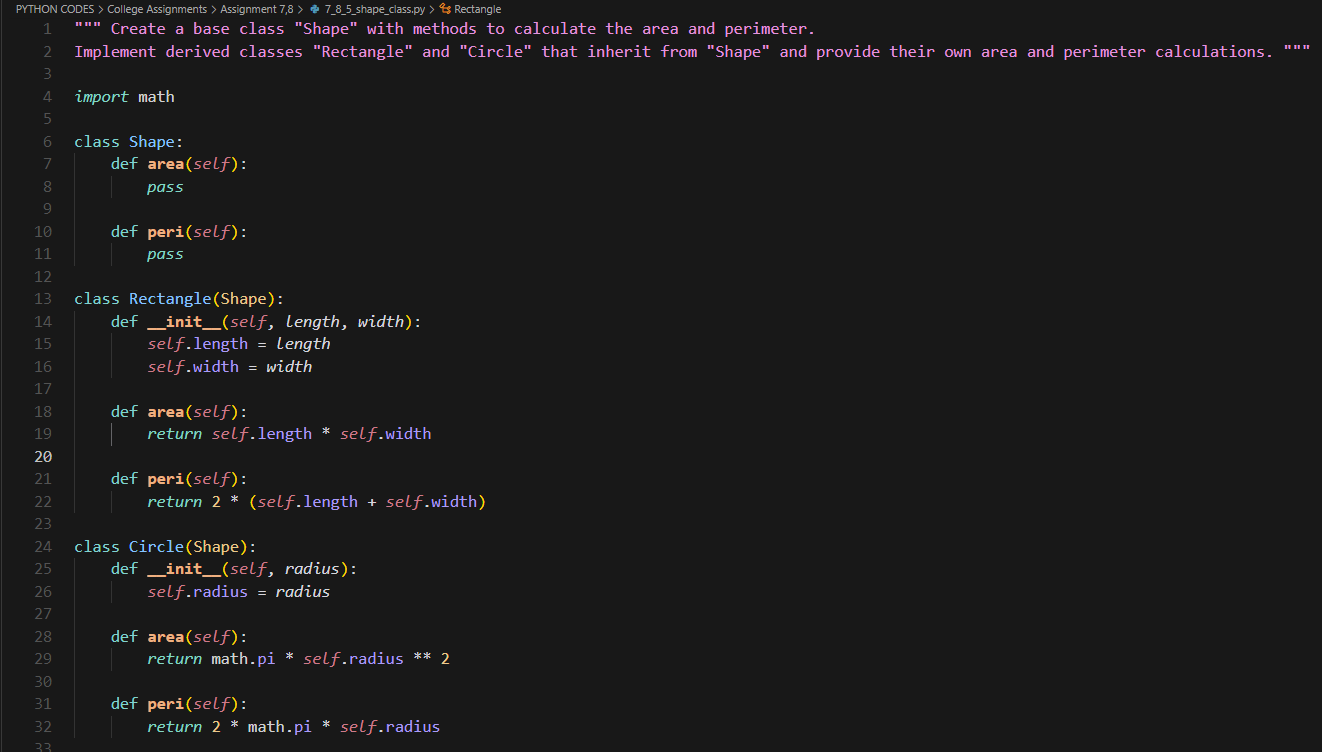 PYTHON CODES > College Assignments > Assignment 7,8 > 7_8_5_shape_class.py > Rectangle
1 """ Create a base class "Shape" with methods to calculate the area and perimeter.
2 Implement derived classes "Rectangle" and "Circle" that inherit from "Shape" and provide their own area and perimeter calculations. """
3
4 import math
5
6 class Shape:
7     def area(self):
8         pass
9
10     def peri(self):
11         pass
12
13 class Rectangle(Shape):
14     def __init__(self, length, width):
15         self.length = length
16         self.width = width
17
18     def area(self):
19         return self.length * self.width
20
21     def peri(self):
22         return 2 * (self.length + self.width)
23
24 class Circle(Shape):
25     def __init__(self, radius):
26         self.radius = radius
27
28     def area(self):
29         return math.pi * self.radius ** 2
30
31     def peri(self):
32         return 2 * math.pi * self.radius
33